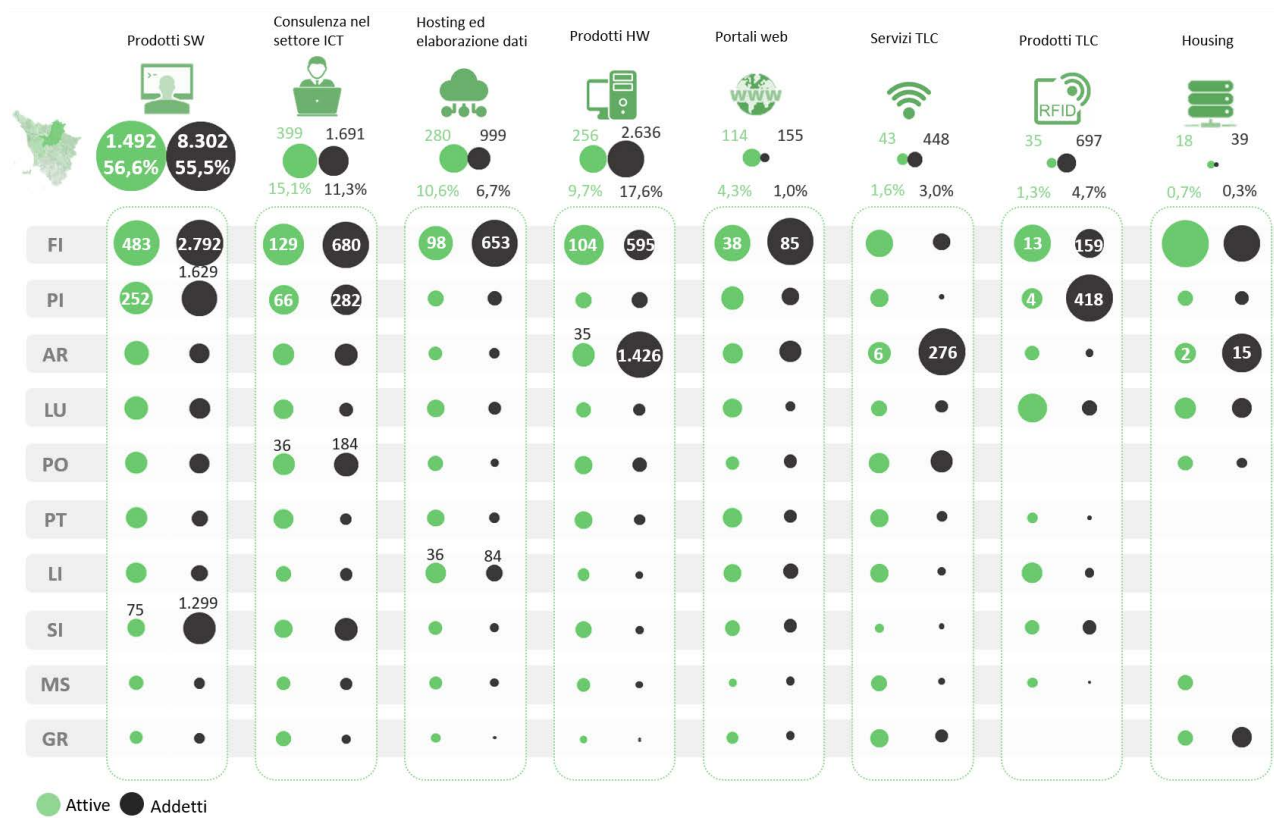 Prodotti SW
Consulenza nel
settore ICT
Hosting ed
elaborazione dati
Prodotti HW
Portali web
Servizi TLC
Prodotti TLC
Housing
>-
WWW
RFID
1.492 8.302
56,6% 55,5%
399 1.691
15,1% 11,3%
280 999
10,6% 6,7%
256 2.636
9,7% 17,6%
114 155
4,3% 1,0%
43 448
1,6% 3,0%
35 697
1,3% 4,7%
18 39
0,7% 0,3%
FI 483 2.792 129 680 98 653 104 595 38 85 13 159
1.629
PI 252 66 282 4 418
35
AR 1.426 6 276 2 15
LU
36 184
PO
PT
36 84
LI
75 1.299
SI
MS
GR
Attive Addetti